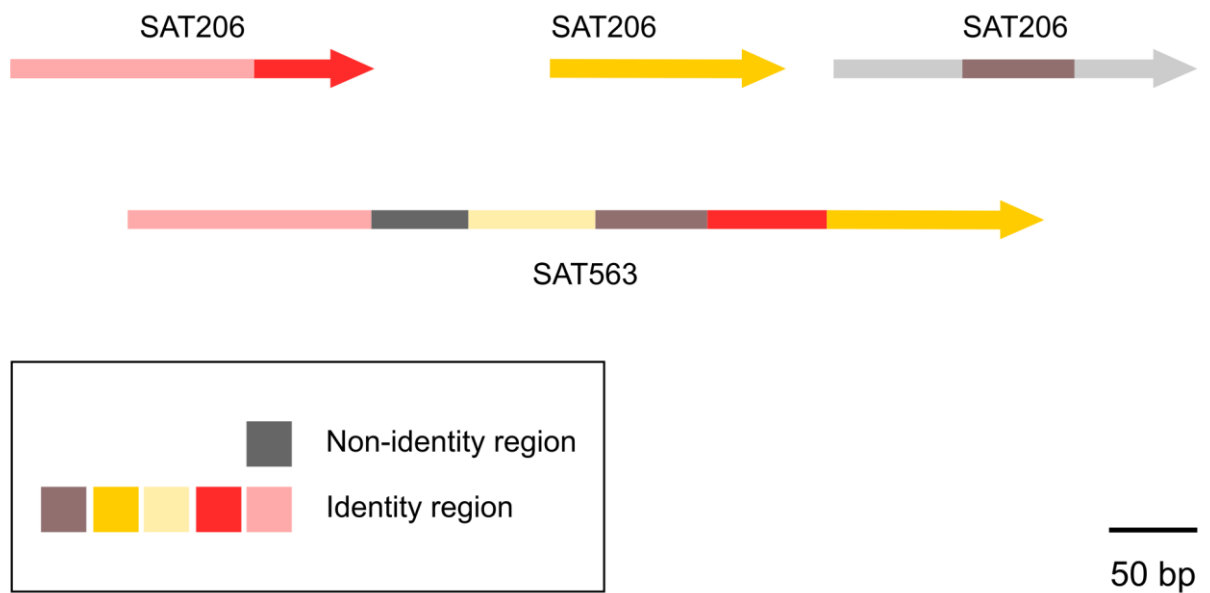 SAT206
SAT206
SAT206
SAT563
Non-identity region
Identity region
50 bp